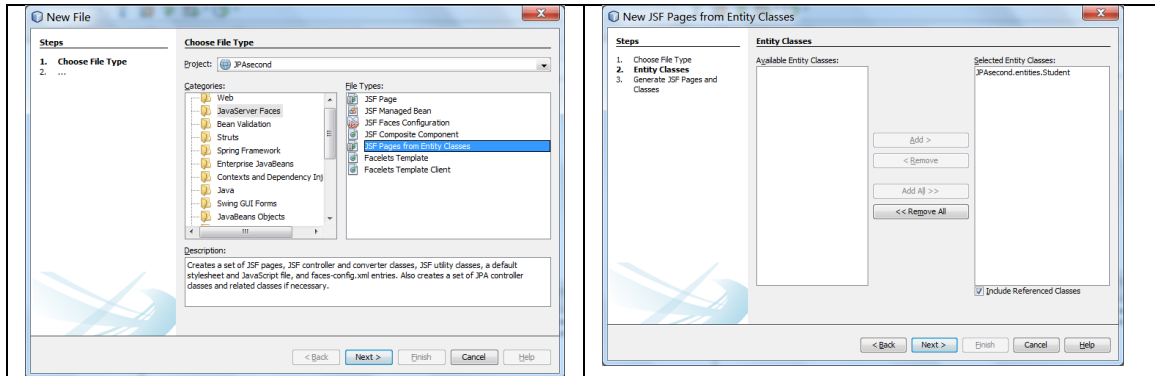 New File
Steps
1. Choose File Type
2. ...
Choose File Type
Project: JPAsecond
Categories:
Web
JavaServer Faces
Bean Validation
Struts
Spring Framework
Enterprise JavaBeans
Contexts and Dependency Inj
Java
Swing GUI Forms
JavaBeans Objects
File Types:
JSF Page
JSF Managed Bean
JSF Faces Configuration
JSF Composite Component
JSF Pages from Entity Classes
Facelets Template
Facelets Template Client
Description:
Creates a set of JSF pages, JSF controller and converter classes, JSF utility classes, a default
stylesheet and JavaScript file, and faces-config.xml entries. Also creates a set of JPA controller
classes and related classes if necessary.
< Back Next > Finish Cancel Help
New JSF Pages from Entity Classes
Steps
1. Choose File Type
2. Entity Classes
3. Generate JSF Pages and
Classes
Entity Classes
Available Entity Classes:
Add >
< Remove
Add All >>
<< Remove All
Selected Entity Classes:
JPAsecond.entities.Student
Include Referenced Classes
< Back Next > Finish Cancel Help